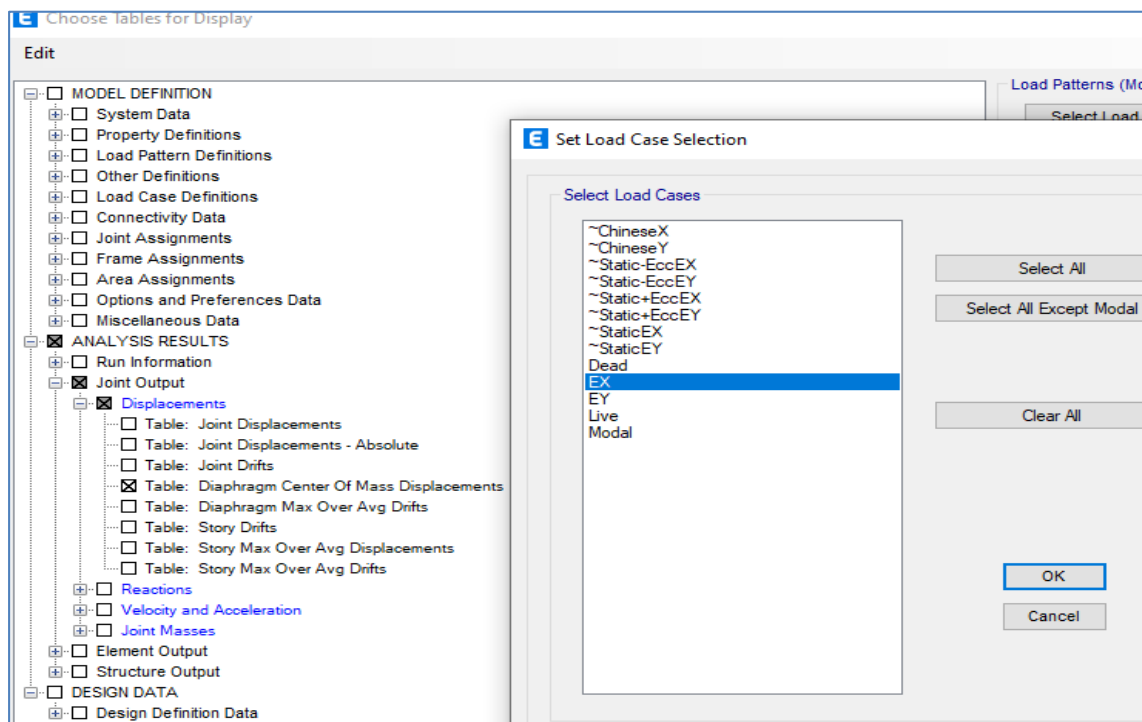 E Choose Tables for Display
Edit
MODEL DEFINITION
System Data
Property Definitions
Load Pattern Definitions
Other Definitions
Load Case Definitions
Connectivity Data
Joint Assignments
Frame Assignments
Area Assignments
Options and Preferences Data
Miscellaneous Data
ANALYSIS RESULTS
Run Information
Joint Output
Displacements
Table: Joint Displacements
Table: Joint Displacements - Absolute
Table: Joint Drifts
Table: Diaphragm Center Of Mass Displacements
Table: Diaphragm Max Over Avg Drifts
Table: Story Drifts
Table: Story Max Over Avg Displacements
Table: Story Max Over Avg Drifts
Reactions
Velocity and Acceleration
Joint Masses
Element Output
Structure Output
DESIGN DATA
Design Definition Data
Load Patterns (Mo
Select Load
E Set Load Case Selection
Select Load Cases
~ChineseX
~ChineseY
~Static-EccEX
~Static-EccEY
~Static+EccEX
~Static+EccEY
~StaticEX
~StaticEY
Dead
EX
EY
Live
Modal
Select All
Select All Except Modal
Clear All
OK
Cancel